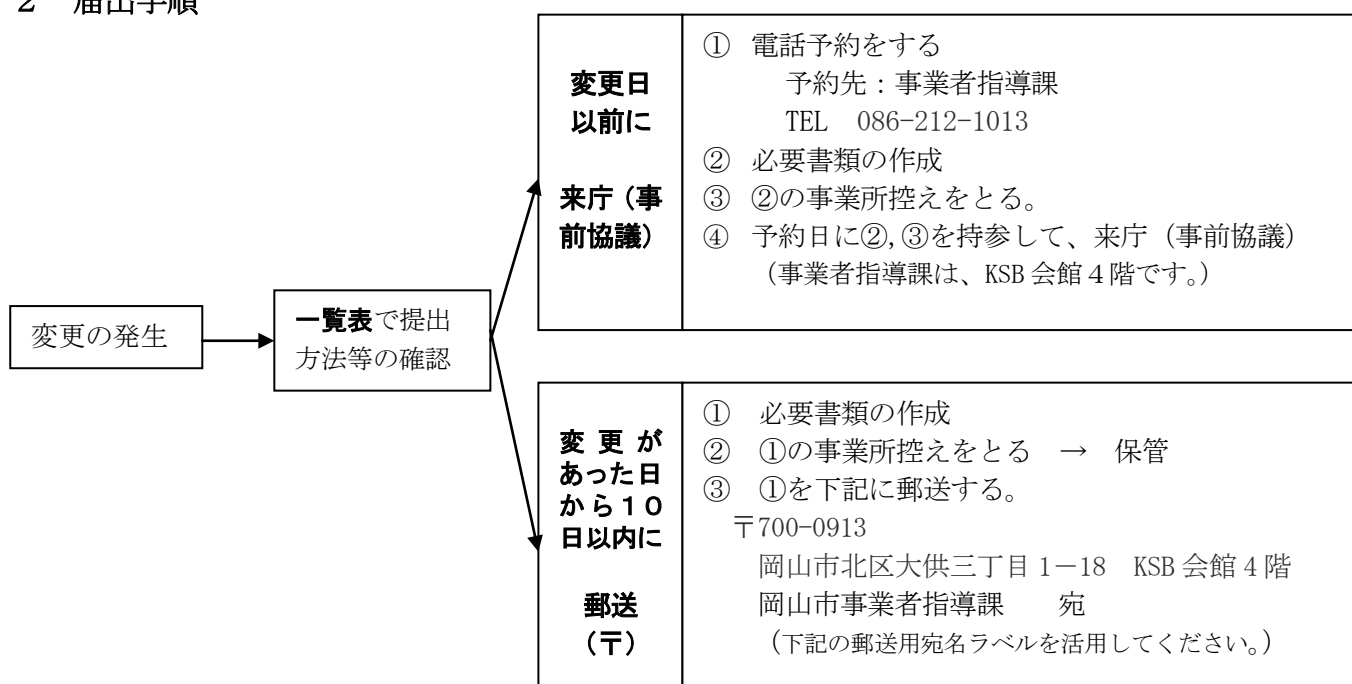 ２　届出手順
変更の発生
一覧表で提出
方法等の確認
変更日
以前に
来庁（事
前協議）
① 電話予約をする
予約先：事業者指導課
TEL　086-212-1013
② 必要書類の作成
③ ②の事業所控えをとる。
④ 予約日に②,③を持参して、来庁（事前協議）
（事業者指導課は、KSB会館４階です。）
変更が
あった日
から１０
日以内に
郵送
（〒）
① 必要書類の作成
② ①の事業所控えをとる　→　保管
③ ①を下記に郵送する。
〒700-0913
岡山市北区大供三丁目1－18　KSB会館4階
岡山市事業者指導課　　宛
（下記の郵送用宛名ラベルを活用してください。）